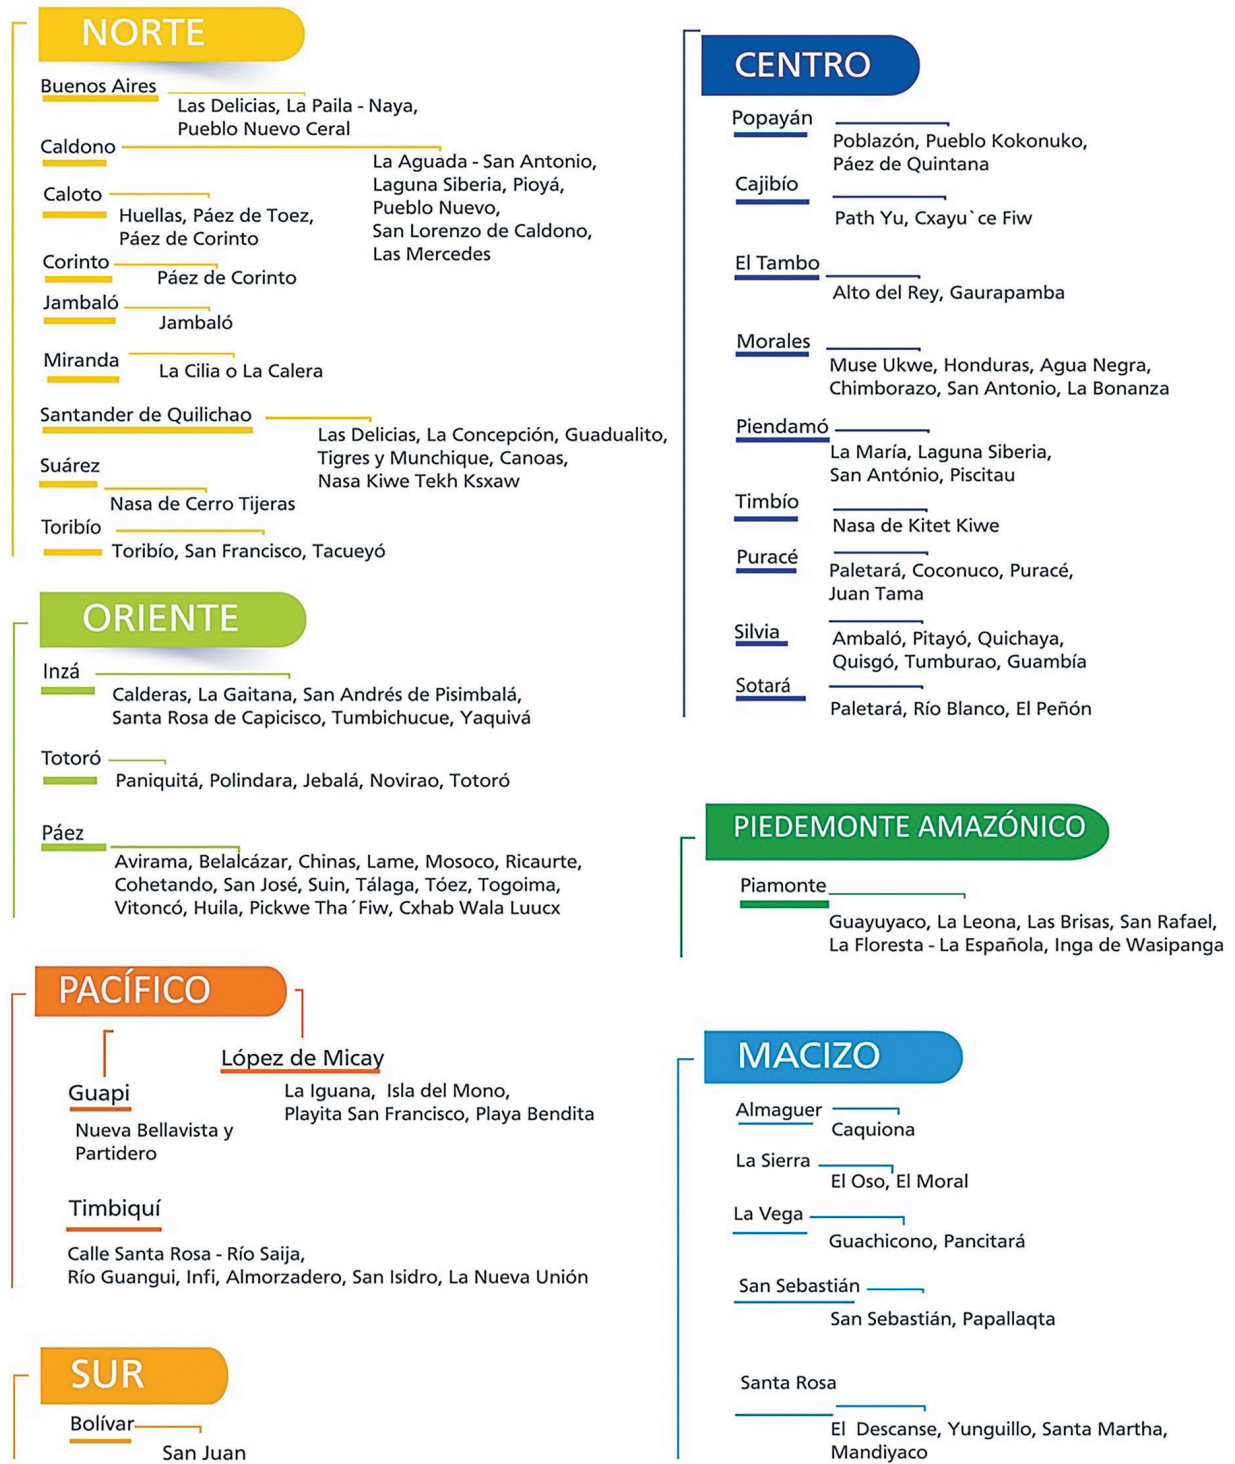 NORTE
Buenos Aires
Las Delicias, La Paila - Naya,
Pueblo Nuevo Ceral
Caldono
La Aguada - San Antonio,
Laguna Siberia, Pioyá,
Pueblo Nuevo,
San Lorenzo de Caldono,
Las Mercedes
Caloto
Huellas, Páez de Toez,
Páez de Corinto
Corinto
Páez de Corinto
Jambaló
Jambaló
Miranda
La Cilia o La Calera
Santander de Quilichao
Las Delicias, La Concepción, Guadualito,
Tigres y Munchique, Canoas,
Nasa Kiwe Tekh Ksxaw
Suárez
Nasa de Cerro Tijeras
Toribío
Toribío, San Francisco, Tacueyó
ORIENTE
Inzá
Calderas, La Gaitana, San Andrés de Pisimbalá,
Santa Rosa de Capicisco, Tumbichucue, Yaquivá
Totoró
Paniquitá, Polindara, Jebalá, Novirao, Totoró
Páez
Avirama, Belalcázar, Chinas, Lame, Mosoco, Ricaurte,
Cohetando, San José, Suin, Tálaga, Tóez, Togoima,
Vitoncó, Huila, Pickwe Tha´Fiw, Cxhab Wala Luucx
PACÍFICO
Guapi
Nueva Bellavista y
Partidero
López de Micay
La Iguana, Isla del Mono,
Playita San Francisco, Playa Bendita
Timbiquí
Calle Santa Rosa - Río Saija,
Río Guangui, Infi, Almorzadero, San Isidro, La Nueva Unión
SUR
Bolívar
San Juan
CENTRO
Popayán
Poblazón, Pueblo Kokonuko,
Páez de Quintana
Cajibío
Path Yu, Cxayu`ce Fiw
El Tambo
Alto del Rey, Gaurapamba
Morales
Muse Ukwe, Honduras, Agua Negra,
Chimborazo, San Antonio, La Bonanza
Piendamó
La María, Laguna Siberia,
San António, Piscitau
Timbío
Nasa de Kitet Kiwe
Puracé
Paletará, Coconuco, Puracé,
Juan Tama
Silvia
Ambaló, Pitayó, Quichaya,
Quisgó, Tumburao, Guambía
Sotará
Paletará, Río Blanco, El Peñón
PIEDEMONTE AMAZÓNICO
Piamonte
Guayuyaco, La Leona, Las Brisas, San Rafael,
La Floresta - La Española, Inga de Wasipanga
MACIZO
Almaguer
Caquiona
La Sierra
El Oso, El Moral
La Vega
Guachicono, Pancitará
San Sebastián
San Sebastián, Papallaqta
Santa Rosa
El Descanse, Yunguillo, Santa Martha,
Mandiyaco